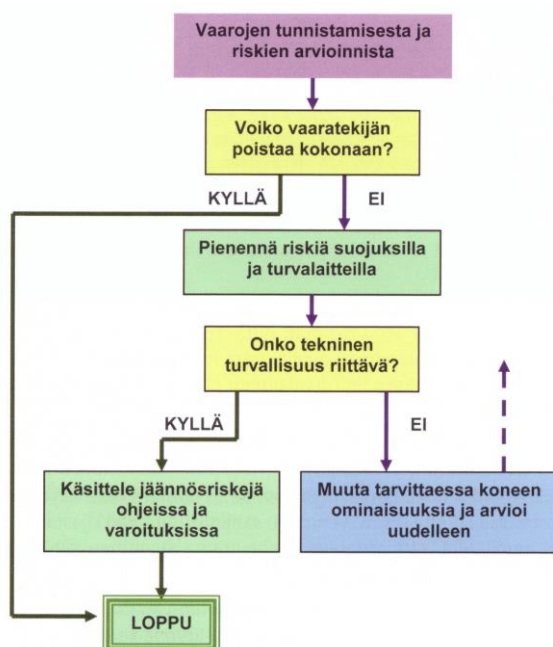 Vaarojen tunnistamisesta ja
riskien arvioinnista
Voiko vaaratekijän
poistaa kokonaan?
KYLLÄ
EI
Pienennä riskiä suojuksilla
ja turvalaitteilla
Onko tekninen
turvallisuus riittävä?
KYLLÄ
EI
Käsittele jäännösriskejä
ohjeissa ja
varoituksissa
Muuta tarvittaessa koneen
ominaisuuksia ja arvioi
uudelleen
LOPPU